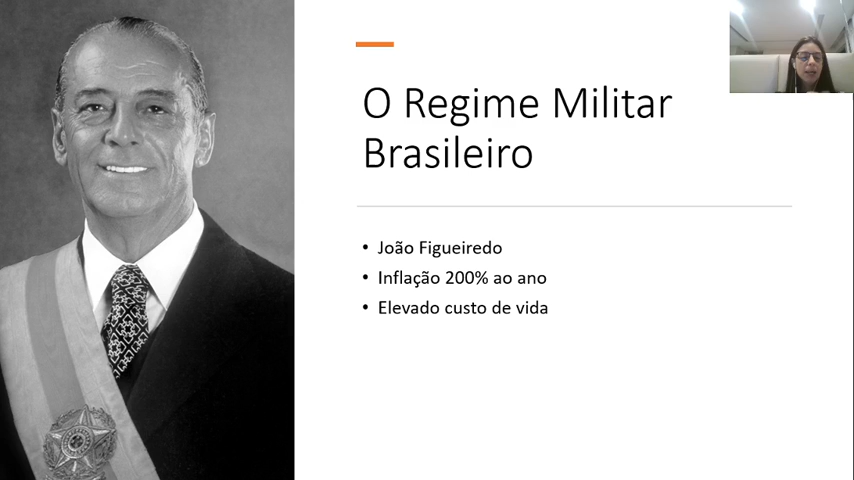 O Regime Militar
Brasileiro
• João Figueiredo
• Inflação 200% ao ano
• Elevado custo de vida